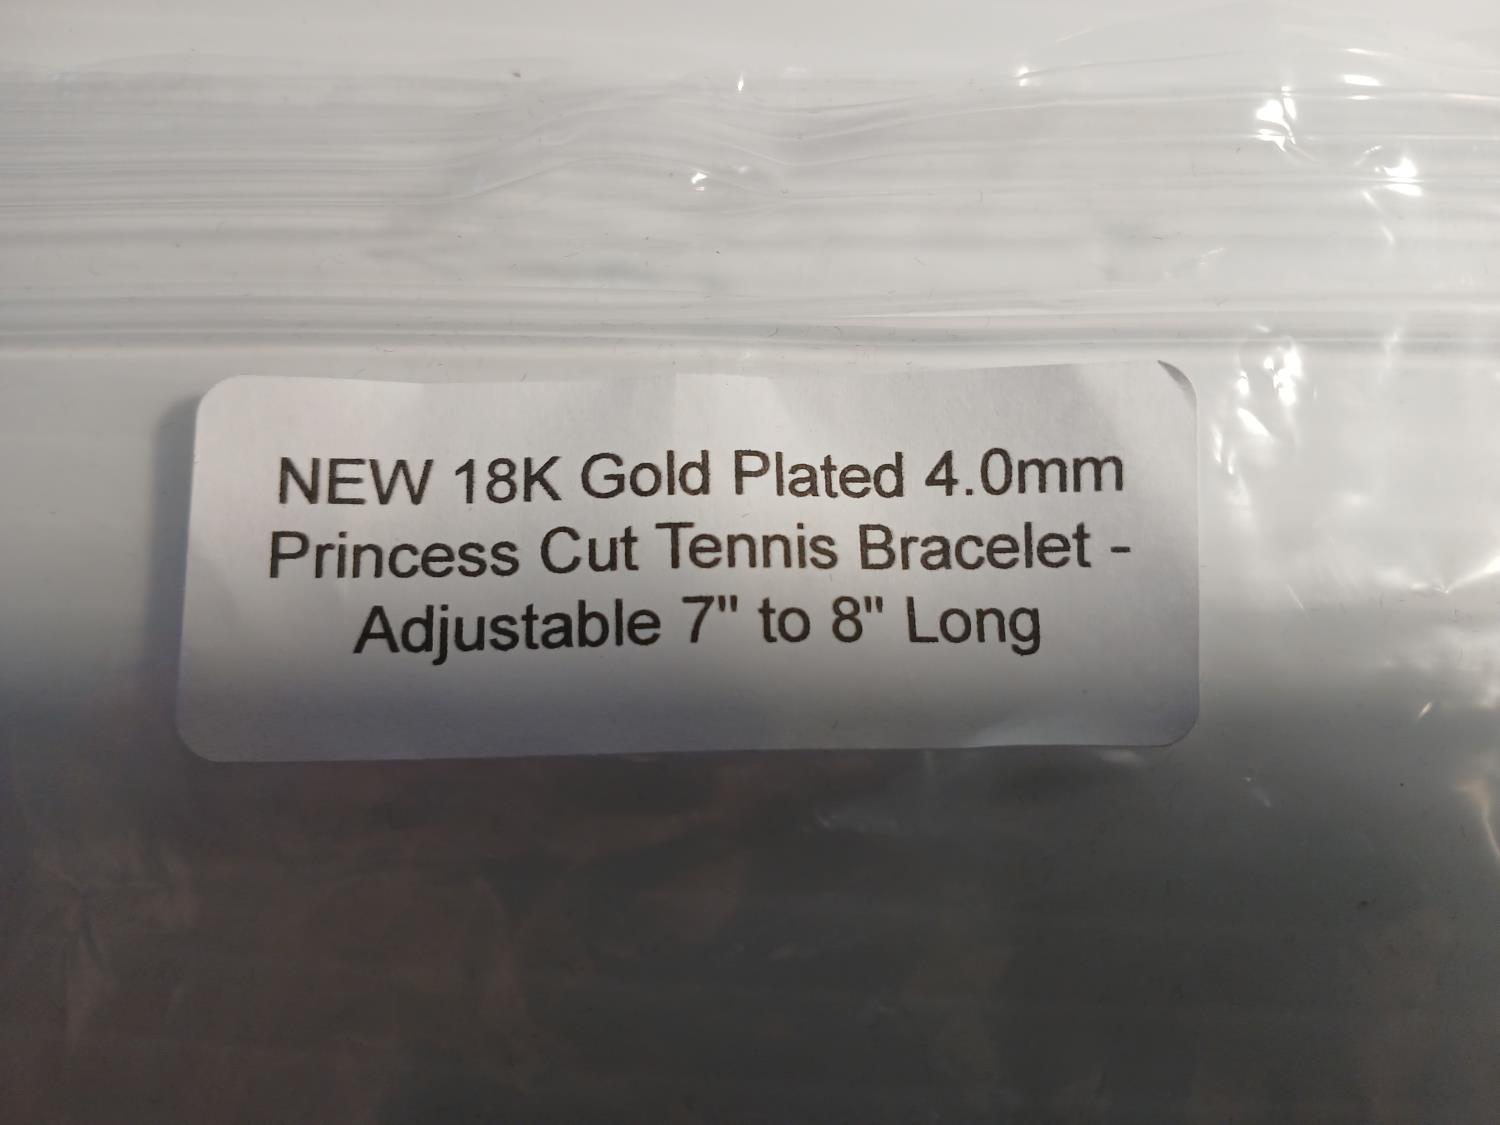 NEW 18K Gold Plated 4.0mm
Princess Cut Tennis Bracelet -
Adjustable 7" to 8" Long